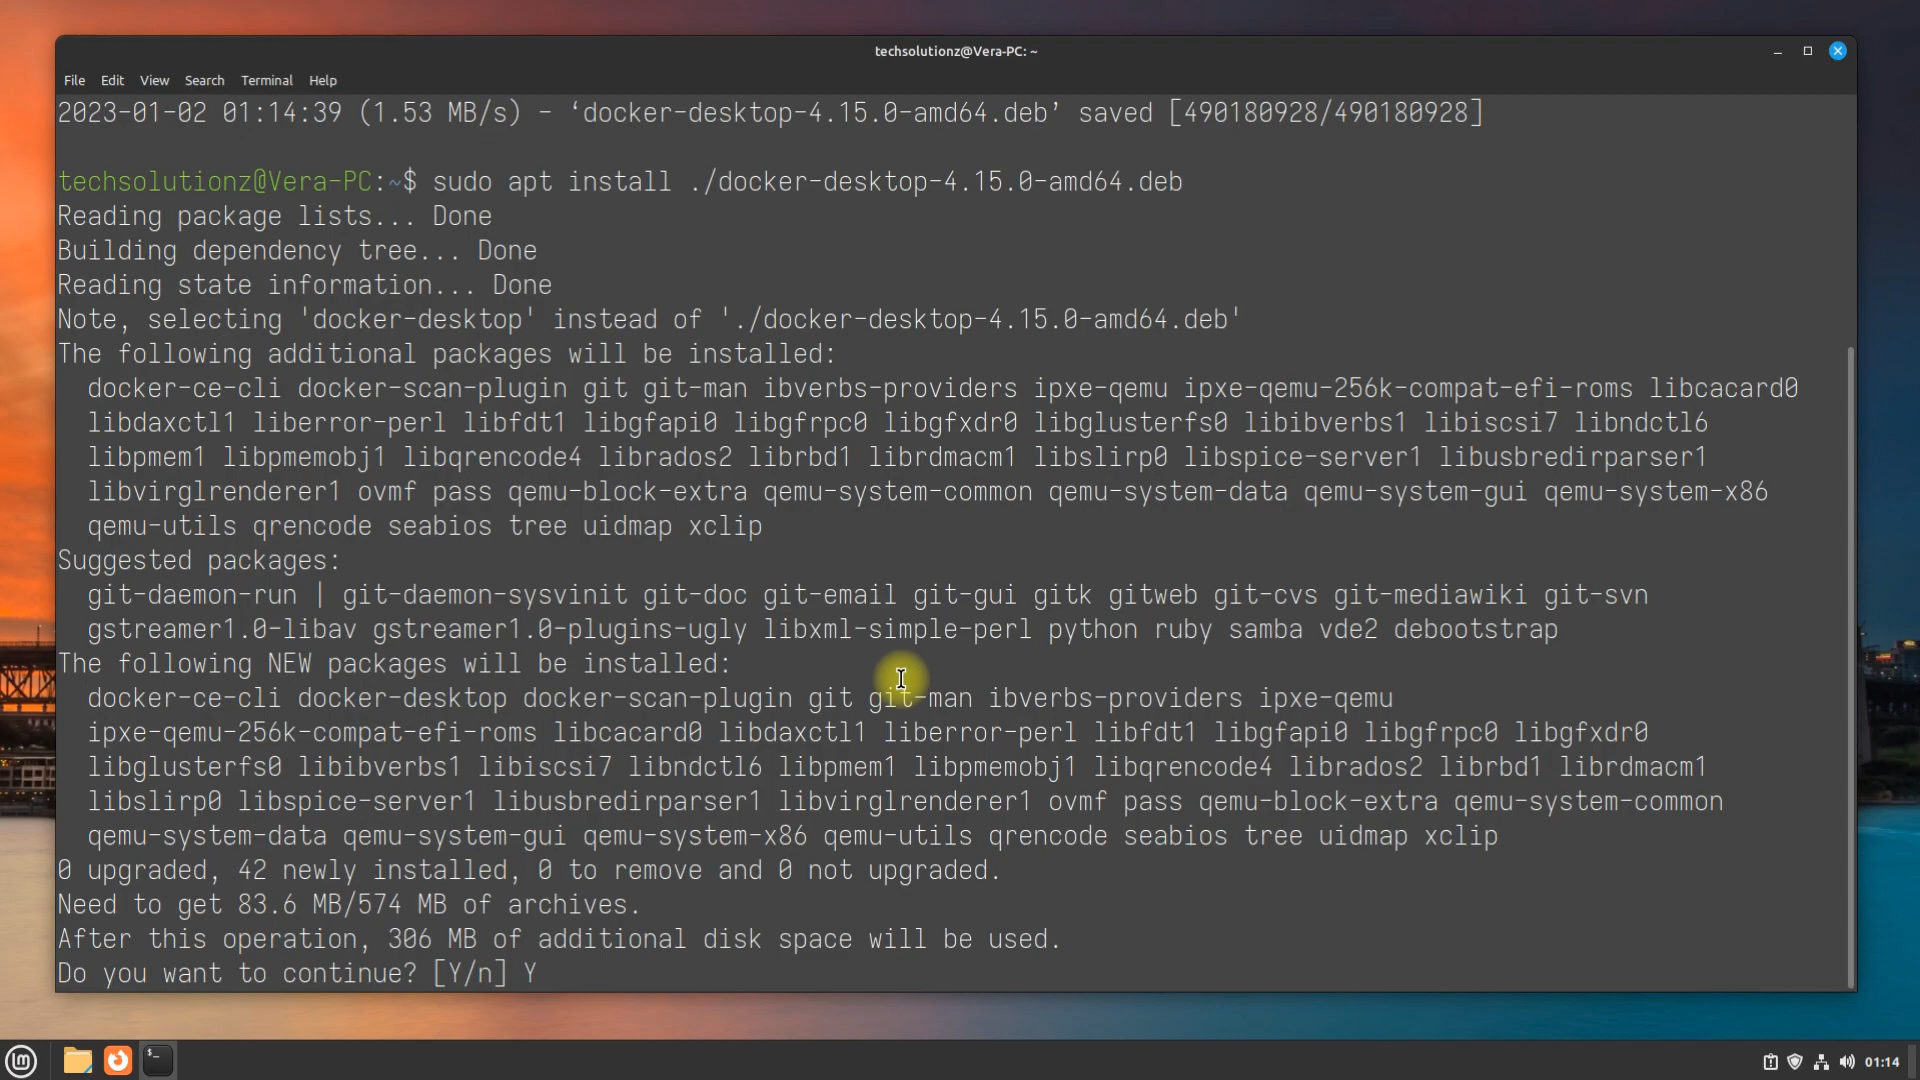 techsolutionz@Vera-PC: ~
File Edit View Search Terminal Help
2023-01-02 01:14:39 (1.53 MB/s) - ‘docker-desktop-4.15.0-amd64.deb’ saved [490180928/490180928]
techsolutionz@Vera-PC:~$ sudo apt install ./docker-desktop-4.15.0-amd64.deb
Reading package lists... Done
Building dependency tree... Done
Reading state information... Done
Note, selecting 'docker-desktop' instead of './docker-desktop-4.15.0-amd64.deb'
The following additional packages will be installed:
docker-ce-cli docker-scan-plugin git git-man ibverbs-providers ipxe-qemu ipxe-qemu-256k-compat-efi-roms libcacard0
libdaxctl1 liberror-perl libfdt1 libgfapi0 libgfrpc0 libgfxdr0 libglusterfs0 libibverbs1 libiscsi7 libndctl6
libpmem1 libpmemobj1 libqrencode4 librados2 librbd1 librdmacm1 libslirp0 libspice-server1 libusbredirparser1
libvirglrenderer1 ovmf pass qemu-block-extra qemu-system-common qemu-system-data qemu-system-gui qemu-system-x86
qemu-utils qrencode seabios tree uidmap xclip
Suggested packages:
git-daemon-run | git-daemon-sysvinit git-doc git-email git-gui gitk gitweb git-cvs git-mediawiki git-svn
gstreamer1.0-libav gstreamer1.0-plugins-ugly libxml-simple-perl python ruby samba vde2 debootstrap
The following NEW packages will be installed:
docker-ce-cli docker-desktop docker-scan-plugin git git-man ibverbs-providers ipxe-qemu
ipxe-qemu-256k-compat-efi-roms libcacard0 libdaxctl1 liberror-perl libfdt1 libgfapi0 libgfrpc0 libgfxdr0
libglusterfs0 libibverbs1 libiscsi7 libndctl6 libpmem1 libpmemobj1 libqrencode4 librados2 librbd1 librdmacm1
libslirp0 libspice-server1 libusbredirparser1 libvirglrenderer1 ovmf pass qemu-block-extra qemu-system-common
qemu-system-data qemu-system-gui qemu-system-x86 qemu-utils qrencode seabios tree uidmap xclip
0 upgraded, 42 newly installed, 0 to remove and 0 not upgraded.
Need to get 83.6 MB/574 MB of archives.
After this operation, 306 MB of additional disk space will be used.
Do you want to continue? [Y/n] Y
01:14